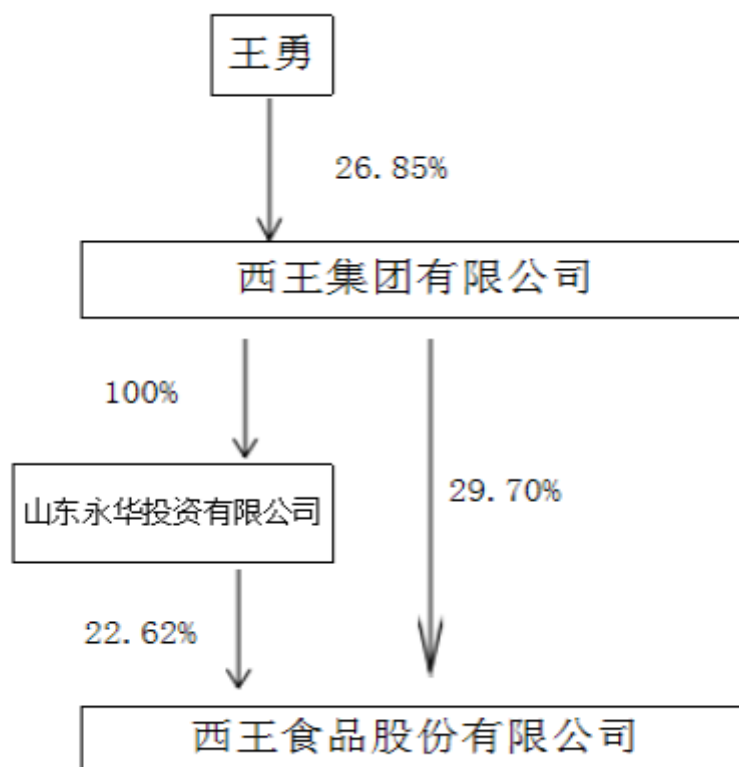 王勇
26.85%
西王集团有限公司
100%
29.70%
山东永华投资有限公司
22.62%
西王食品股份有限公司